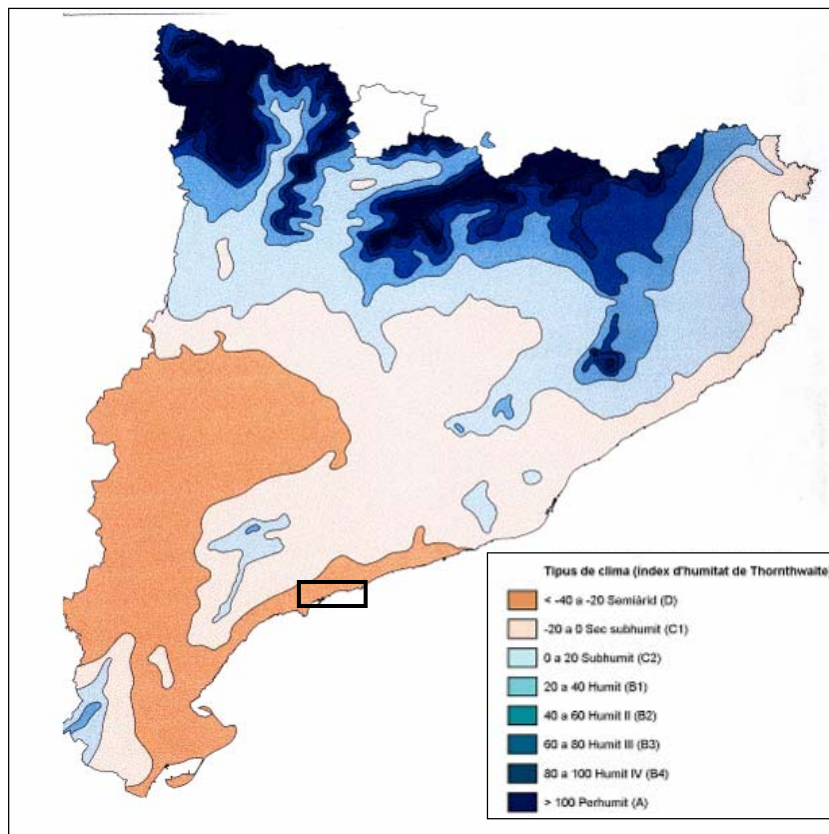 Tipus de clima (índex d'humitat de Thornthwaite)
< -40 a -20 Semiàrid (D)
-20 a 0 Sec subhumit (C1)
0 a 20 Subhumit (C2)
20 a 40 Humit (B1)
40 a 60 Humit II (B2)
60 a 80 Humit III (B3)
80 a 100 Humit IV (B4)
> 100 Perhumit (A)